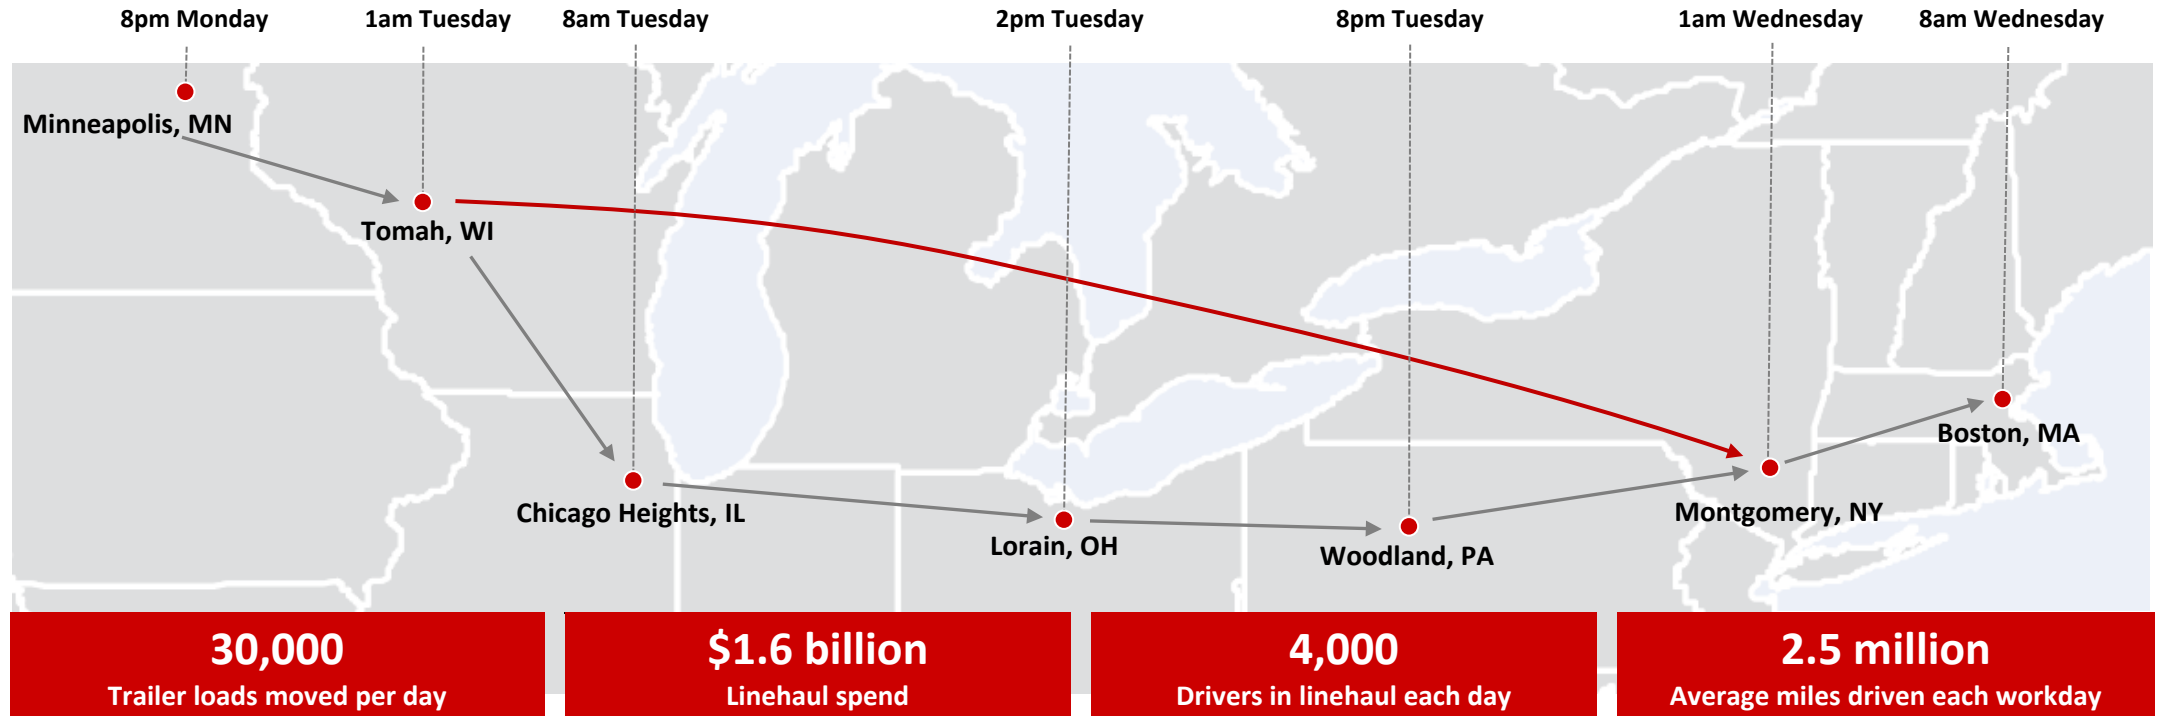 8pm Monday
1am Tuesday
8am Tuesday
2pm Tuesday
8pm Tuesday
1am Wednesday
8am Wednesday
Minneapolis, MN
Tomah, WI
Chicago Heights, IL
Lorain, OH
Woodland, PA
Montgomery, NY
Boston, MA
30,000
Trailer loads moved per day
$1.6 billion
Linehaul spend
4,000
Drivers in linehaul each day
2.5 million
Average miles driven each workday